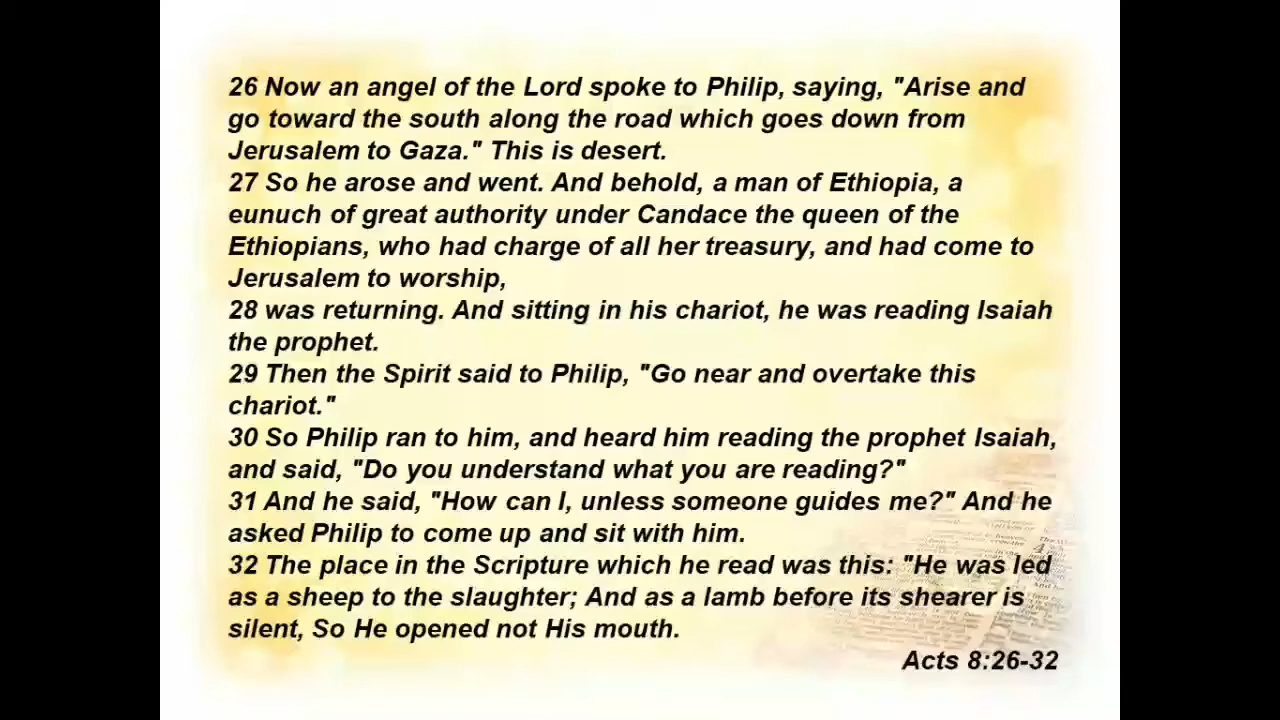 26 Now an angel of the Lord spoke to Philip, saying, "Arise and
go toward the south along the road which goes down from
Jerusalem to Gaza." This is desert.
27 So he arose and went. And behold, a man of Ethiopia, a
eunuch of great authority under Candace the queen of the
Ethiopians, who had charge of all her treasury, and had come to
Jerusalem to worship,
28 was returning. And sitting in his chariot, he was reading Isaiah
the prophet.
29 Then the Spirit said to Philip, "Go near and overtake this
chariot."
30 So Philip ran to him, and heard him reading the prophet Isaiah,
and said, "Do you understand what you are reading?"
31 And he said, "How can I, unless someone guides me?" And he
asked Philip to come up and sit with him.
32 The place in the Scripture which he read was this: "He was led
as a sheep to the slaughter; And as a lamb before its shearer is
silent, So He opened not His mouth.
Acts 8:26-32